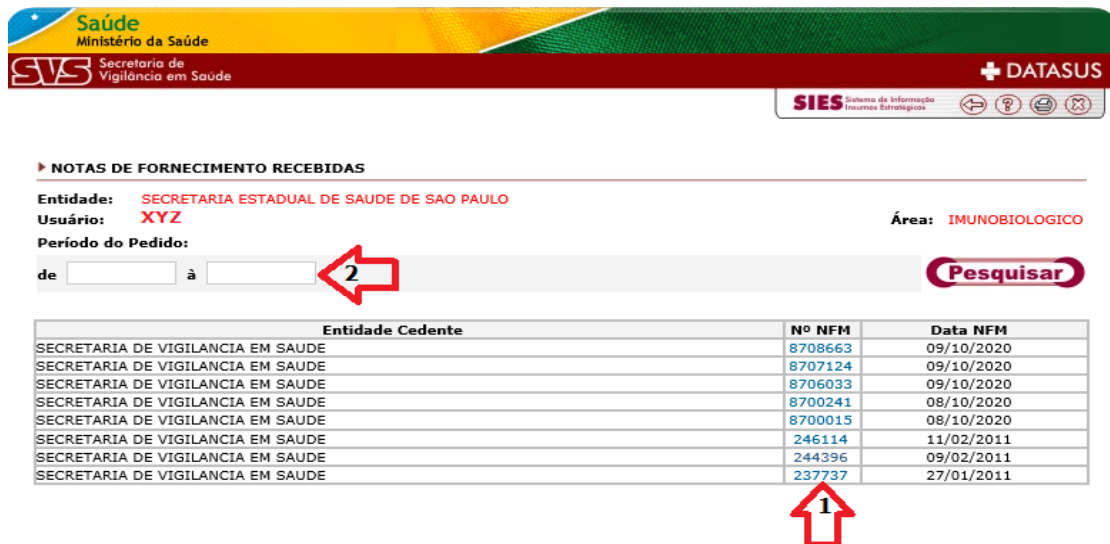 Saúde
Ministério da Saúde
SVS Secretaria de Vigilância em Saúde
DATASUS
SIES Sistema de Informação Insumos Estratégicos
NOTAS DE FORNECIMENTO RECEBIDAS
Entidade: SECRETARIA ESTADUAL DE SAUDE DE SAO PAULO
Usuário: XYZ Área: IMUNOBIOLOGICO
Período do Pedido:
de à 2 Pesquisar
Entidade Cedente Nº NFM Data NFM
SECRETARIA DE VIGILANCIA EM SAUDE 8708663 09/10/2020
SECRETARIA DE VIGILANCIA EM SAUDE 8707124 09/10/2020
SECRETARIA DE VIGILANCIA EM SAUDE 8706033 09/10/2020
SECRETARIA DE VIGILANCIA EM SAUDE 8700241 08/10/2020
SECRETARIA DE VIGILANCIA EM SAUDE 8700015 08/10/2020
SECRETARIA DE VIGILANCIA EM SAUDE 246114 11/02/2011
SECRETARIA DE VIGILANCIA EM SAUDE 244396 09/02/2011
SECRETARIA DE VIGILANCIA EM SAUDE 237737 27/01/2011
1